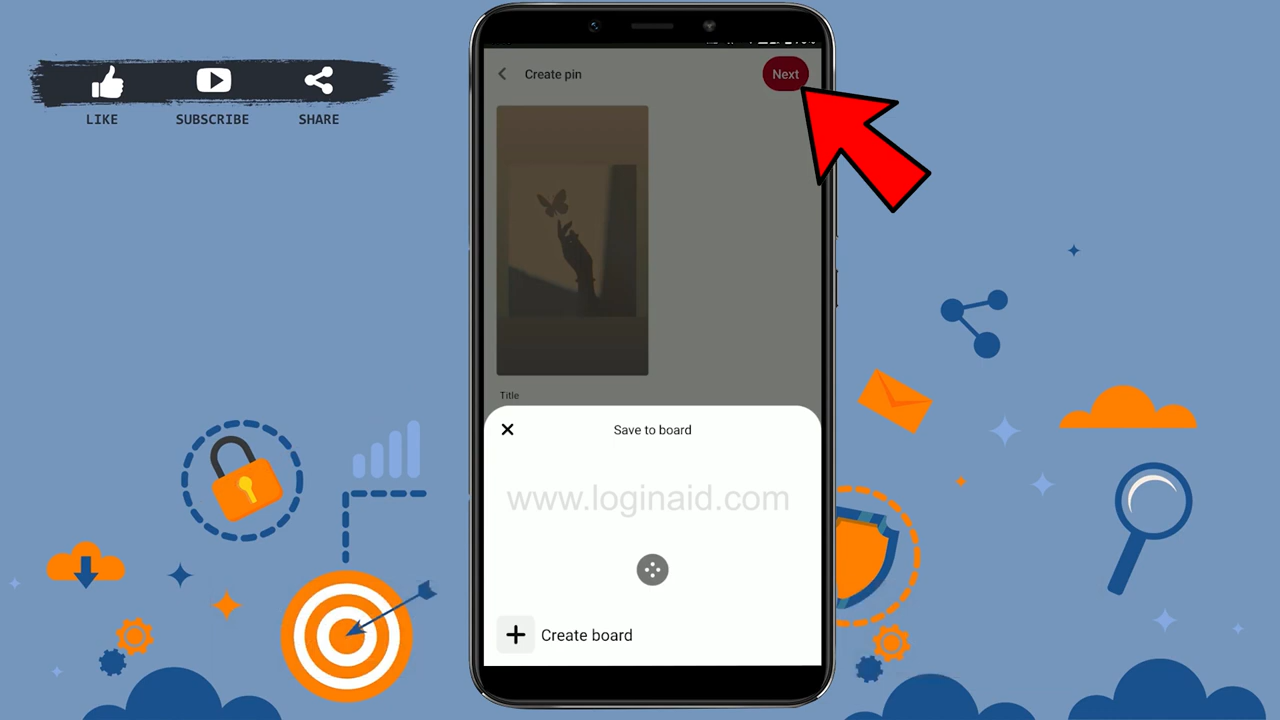 LIKE
SUBSCRIBE
SHARE
Create pin
Next
Title
Save to board
www.loginaid.com
Create board